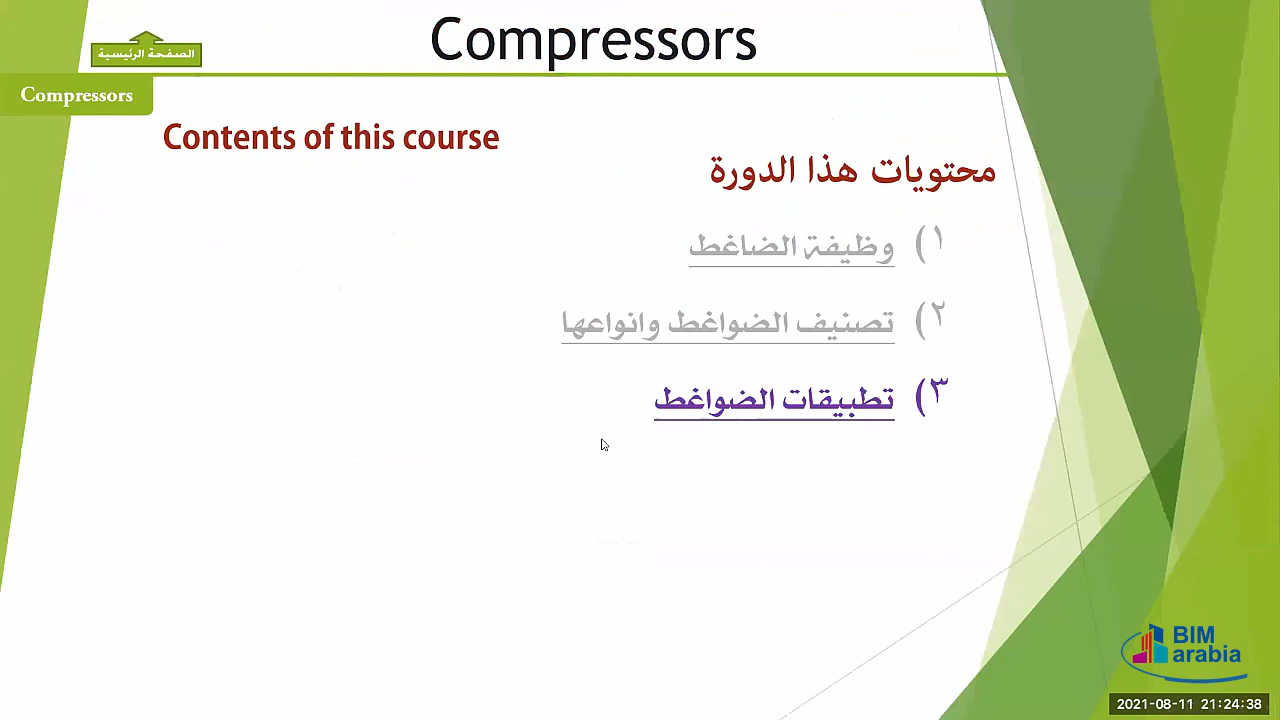 Compressors
الصفحة الرئيسية
Compressors
Contents of this course
محتويات هذا الدورة
١) وظيفة الضاغط
٢) تصنيف الضواغط وانواعها
٣) تطبيقات الضواغط
BIM
arabia
2021-08-11 21:24:38